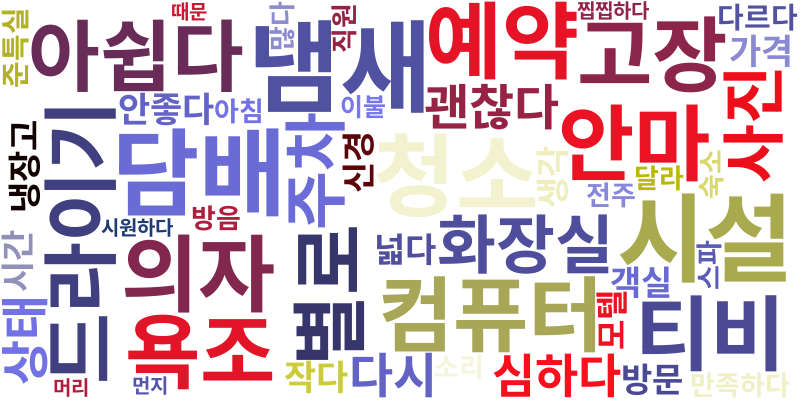 준특실
아쉽다
때문
많다
직원
예약
찝찝하다
고장
다르다
가격
냄새
안좋다
아침
이불
괜찮다
안마
사진
냉장고
드라이기
담배
주차
신경
청소
생각
전주
달라
숙소
시원하다
방음
시간
의자
별로
넓다
화장실
시설
객실
스파
상태
욕조
컴퓨터
모텔
티비
머리
먼지
작다
다시
소리
심하다
방문
만족하다